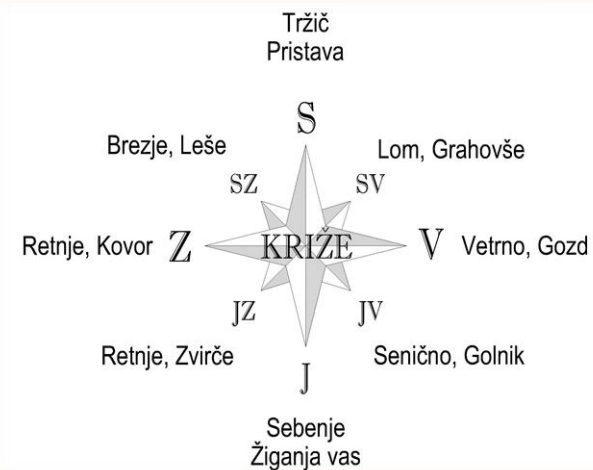 Tržič
Pristava
S
Brezje, Leše
Lom, Grahovše
SZ
SV
Retnje, Kovor
Z
KRIŽE
V
Vetrno, Gozd
JZ
JV
Retnje, Zvirče
Senično, Golnik
J
Sebenje
Žiganja vas